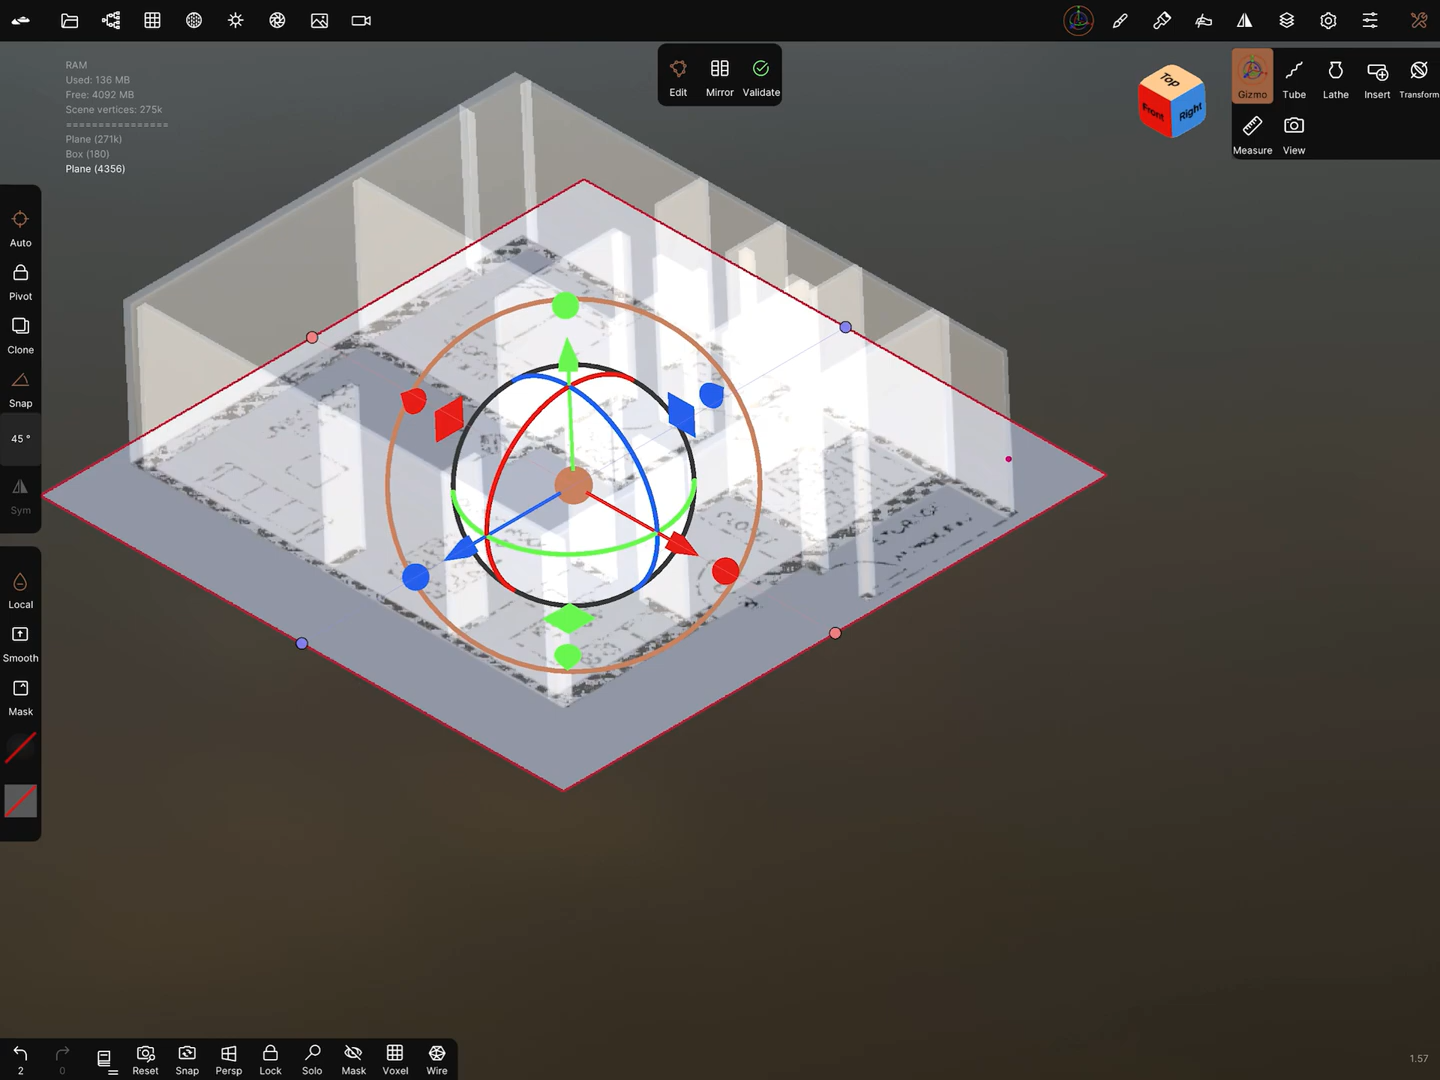 RAM
Used: 136 MB
Free: 4092 MB
Scene vertices: 275k
================
Plane (271k)
Box (180)
Plane (4356)
Edit
Mirror
Validate
Top
Front
Right
Gizmo
Tube
Lathe
Insert
Transform
Measure
View
Auto
Pivot
Clone
Snap
45 °
Sym
Local
Smooth
Mask
2
0
Reset
Snap
Persp
Lock
Solo
Mask
Voxel
Wire
1.57